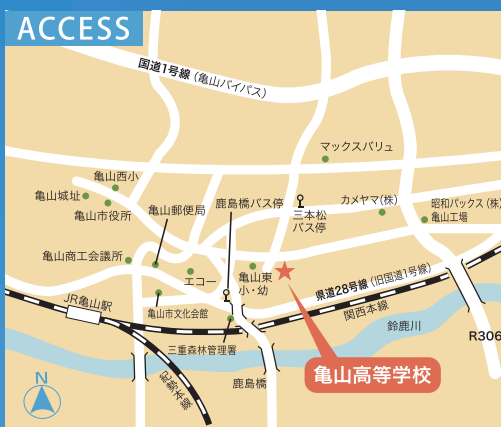 ACCESS
国道1号線（亀山バイパス）
マックスバリュ
亀山西小
亀山城址
亀山市役所
亀山郵便局
鹿島橋バス停
三本松
バス停
カメヤマ(株)
昭和パックス（株）
亀山工場
亀山商工会議所
エコー
亀山東
小・幼
県道28号線（旧国道1号線）
JR亀山駅
亀山市文化会館
関西本線
鈴鹿川
三重森林管理署
R306
紀勢本線
鹿島橋
亀山高等学校
N